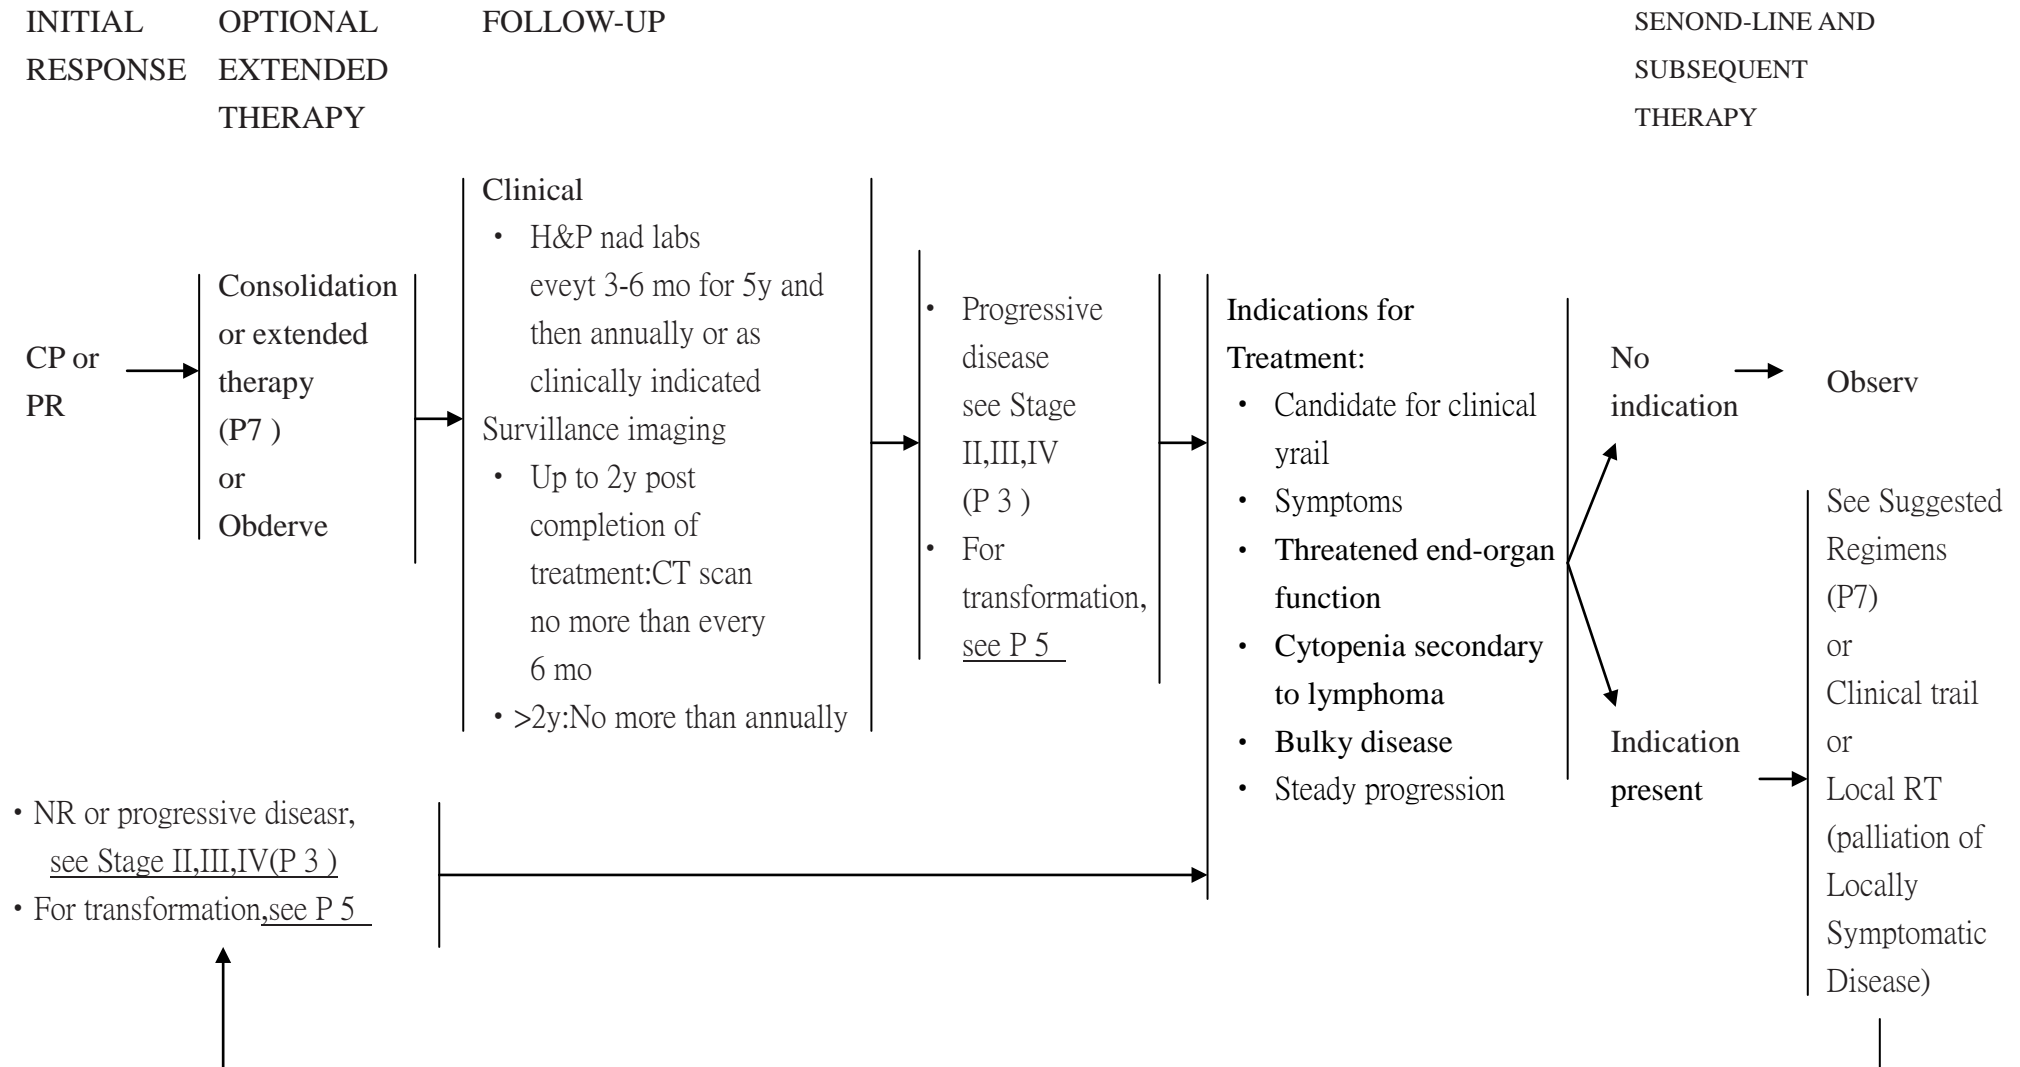 INITIAL
RESPONSE
OPTIONAL
EXTENDED
THERAPY
FOLLOW-UP
SENOND-LINE AND
SUBSEQUENT
THERAPY
CP or
PR
Consolidation
or extended
therapy
(P7 )
or
Obderve
Clinical
• H&P nad labs
eveyt 3-6 mo for 5y and
then annually or as
clinically indicated
Survillance imaging
• Up to 2y post
completion of
treatment:CT scan
no more than every
6 mo
• >2y:No more than annually
• Progressive
disease
see Stage
II,III,IV
(P 3 )
• For
transformation,
see P 5
Indications for
Treatment:
• Candidate for clinical
yrail
• Symptoms
• Threatened end-organ
function
• Cytopenia secondary
to lymphoma
• Bulky disease
• Steady progression
No
indication
Observ
Indication
present
See Suggested
Regimens
(P7)
or
Clinical trail
or
Local RT
(palliation of
Locally
Symptomatic
Disease)
• NR or progressive diseasr,
see Stage II,III,IV(P 3 )
• For transformation,see P 5